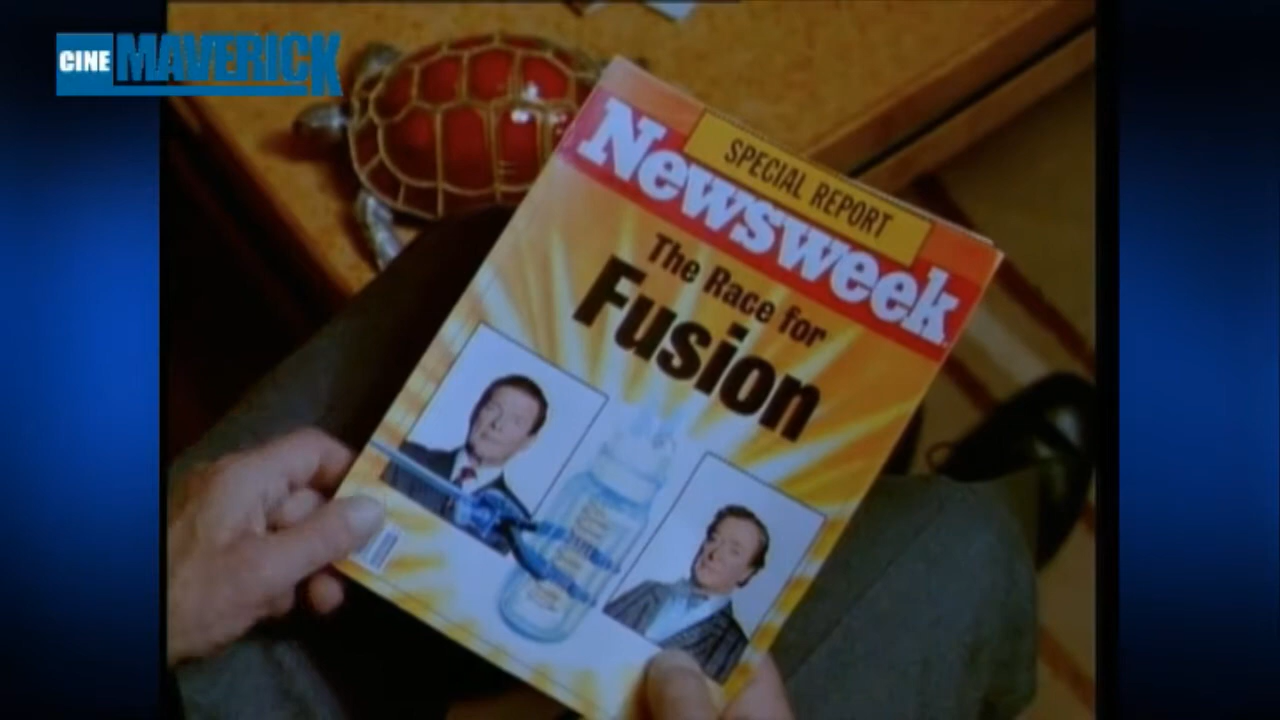 CINE MAVERICK
SPECIAL REPORT
Newsweek
The Race for
Fusion